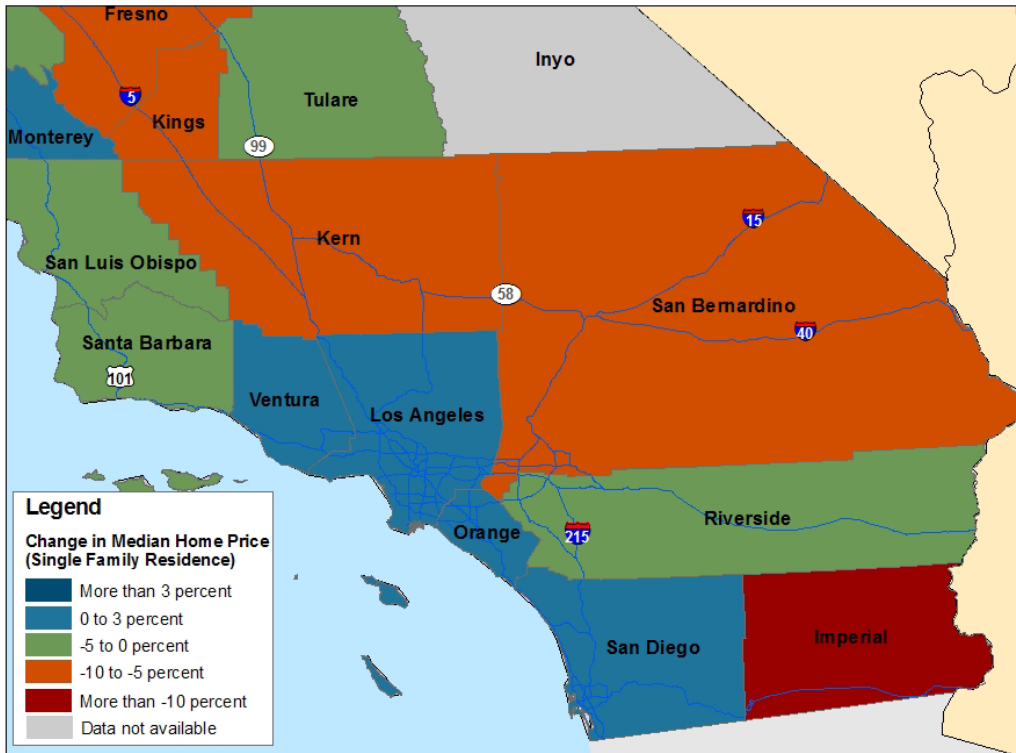 Fresno
Inyo
5
Tulare
Kings
Monterey
99
15
Kern
San Luis Obispo
58
San Bernardino
40
Santa Barbara
101
Ventura
Los Angeles
Riverside
Orange
215
San Diego
Imperial
Legend
Change in Median Home Price
(Single Family Residence)
More than 3 percent
0 to 3 percent
-5 to 0 percent
-10 to -5 percent
More than -10 percent
Data not available